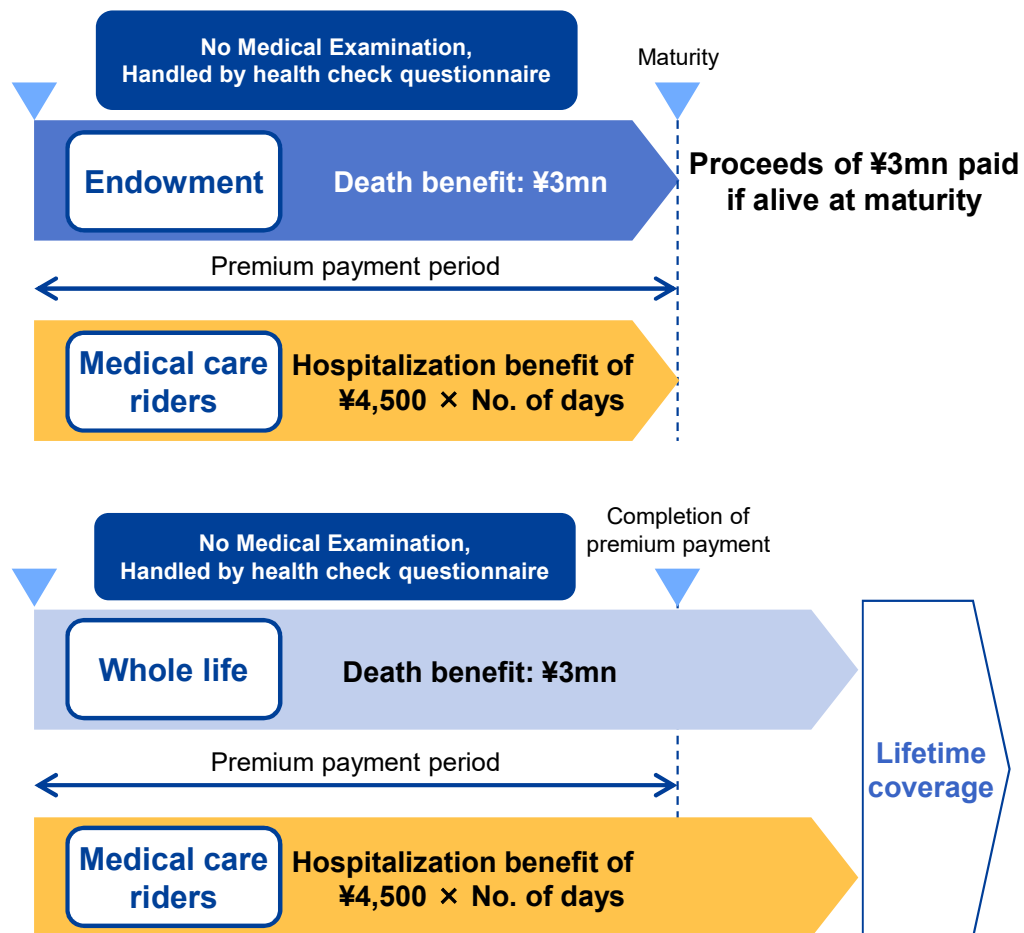 No Medical Examination,
Handled by health check questionnaire
Maturity
Endowment
Death benefit: ¥3mn
Proceeds of ¥3mn paid
if alive at maturity
Premium payment period
Medical care
riders
Hospitalization benefit of
¥4,500 × No. of days
No Medical Examination,
Handled by health check questionnaire
Completion of
premium payment
Whole life
Death benefit: ¥3mn
Premium payment period
Lifetime
coverage
Medical care
riders
Hospitalization benefit of
¥4,500 × No. of days